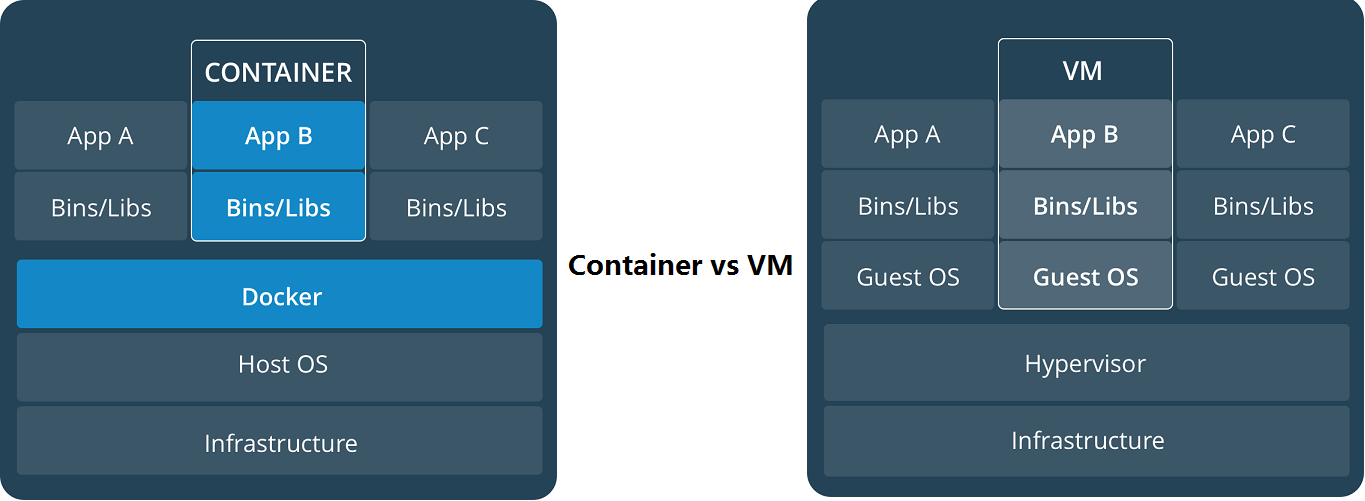 CONTAINER
App A
App B
App C
Bins/Libs
Bins/Libs
Bins/Libs
Docker
Host OS
Infrastructure
Container vs VM
VM
App A
App B
App C
Bins/Libs
Bins/Libs
Bins/Libs
Guest OS
Guest OS
Guest OS
Hypervisor
Infrastructure